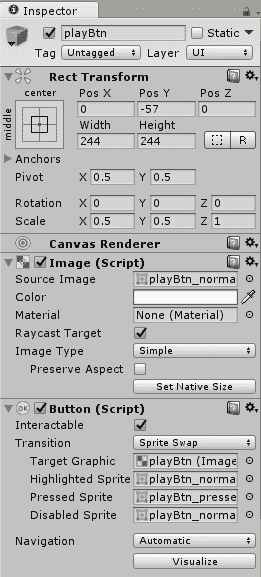 Inspector
playBtn Static
Tag Untagged Layer UI
Rect Transform
center Pos X Pos Y Pos Z
middle 0 -57 0
Width Height
244 244 R
Anchors
Pivot X 0.5 Y 0.5
Rotation X 0 Y 0 Z 0
Scale X 0.5 Y 0.5 Z 1
Canvas Renderer
Image (Script)
Source Image playBtn_norma
Color
Material None (Material)
Raycast Target
Image Type Simple
Preserve Aspect
Set Native Size
OK Button (Script)
Interactable
Transition Sprite Swap
Target Graphic playBtn (Image
Highlighted Sprite playBtn_norma
Pressed Sprite playBtn_presse
Disabled Sprite playBtn_norma
Navigation Automatic
Visualize